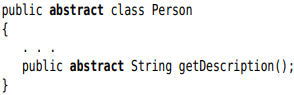 public abstract class Person
{
. . .
public abstract String getDescription();
}